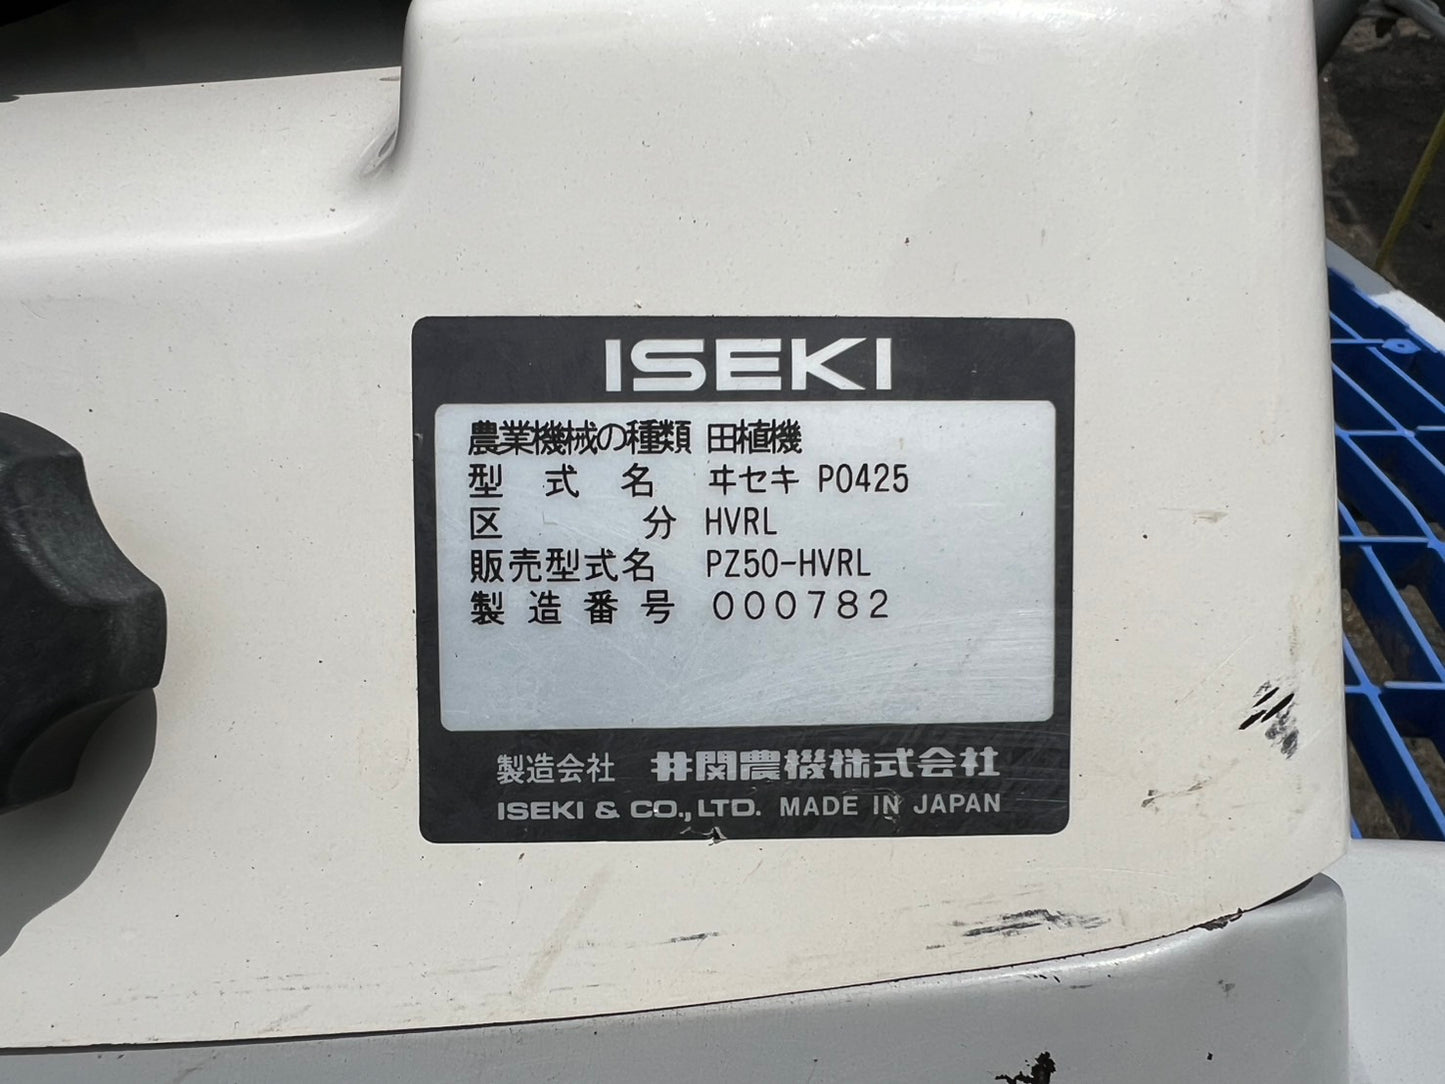 ISEKI
農業機械の種類 田植機
型式名 ヰセキ P0425
区分 HVRL
販売型式名 PZ50-HVRL
製造番号 000782
製造会社 井関農機株式会社
ISEKI & CO., LTD. MADE IN JAPAN